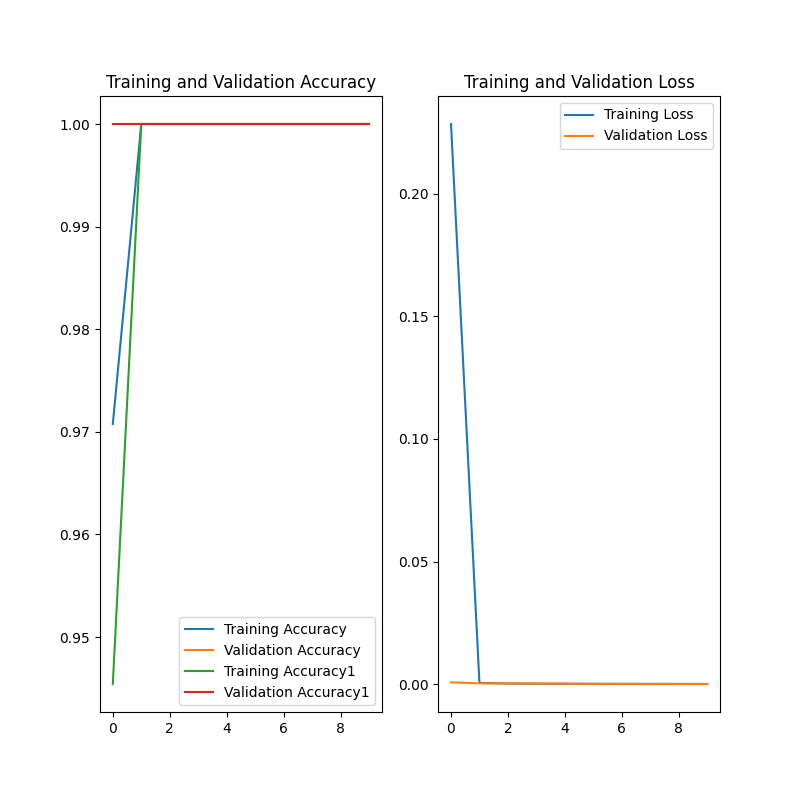 Training and Validation Accuracy
1.00
0.99
0.98
0.97
0.96
0.95
0 2 4 6 8
Training Accuracy
Validation Accuracy
Training Accuracy1
Validation Accuracy1
Training and Validation Loss
Training Loss
Validation Loss
0.20
0.15
0.10
0.05
0.00
0 2 4 6 8